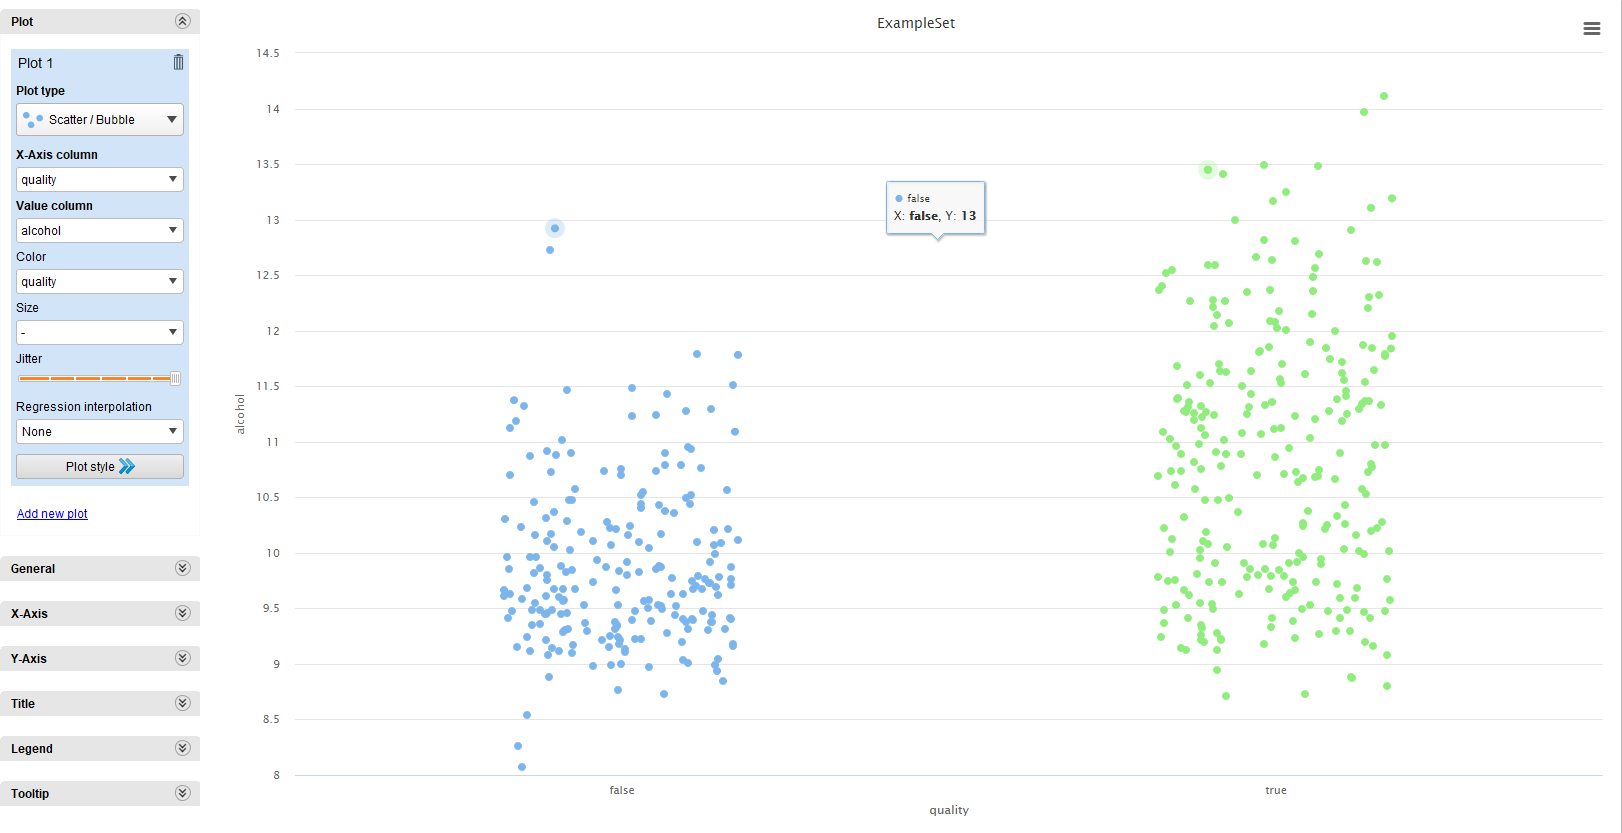 Plot
Plot 1
Plot type
Scatter / Bubble
X-Axis column
quality
Value column
alcohol
Color
quality
Size
-
Jitter
Regression interpolation
None
Plot style
Add new plot
General
X-Axis
Y-Axis
Title
Legend
Tooltip
ExampleSet
14.5
14
13.5
13
12.5
12
11.5
11
10.5
10
9.5
9
8.5
8
alcohol
false
X: false, Y: 13
false
true
quality